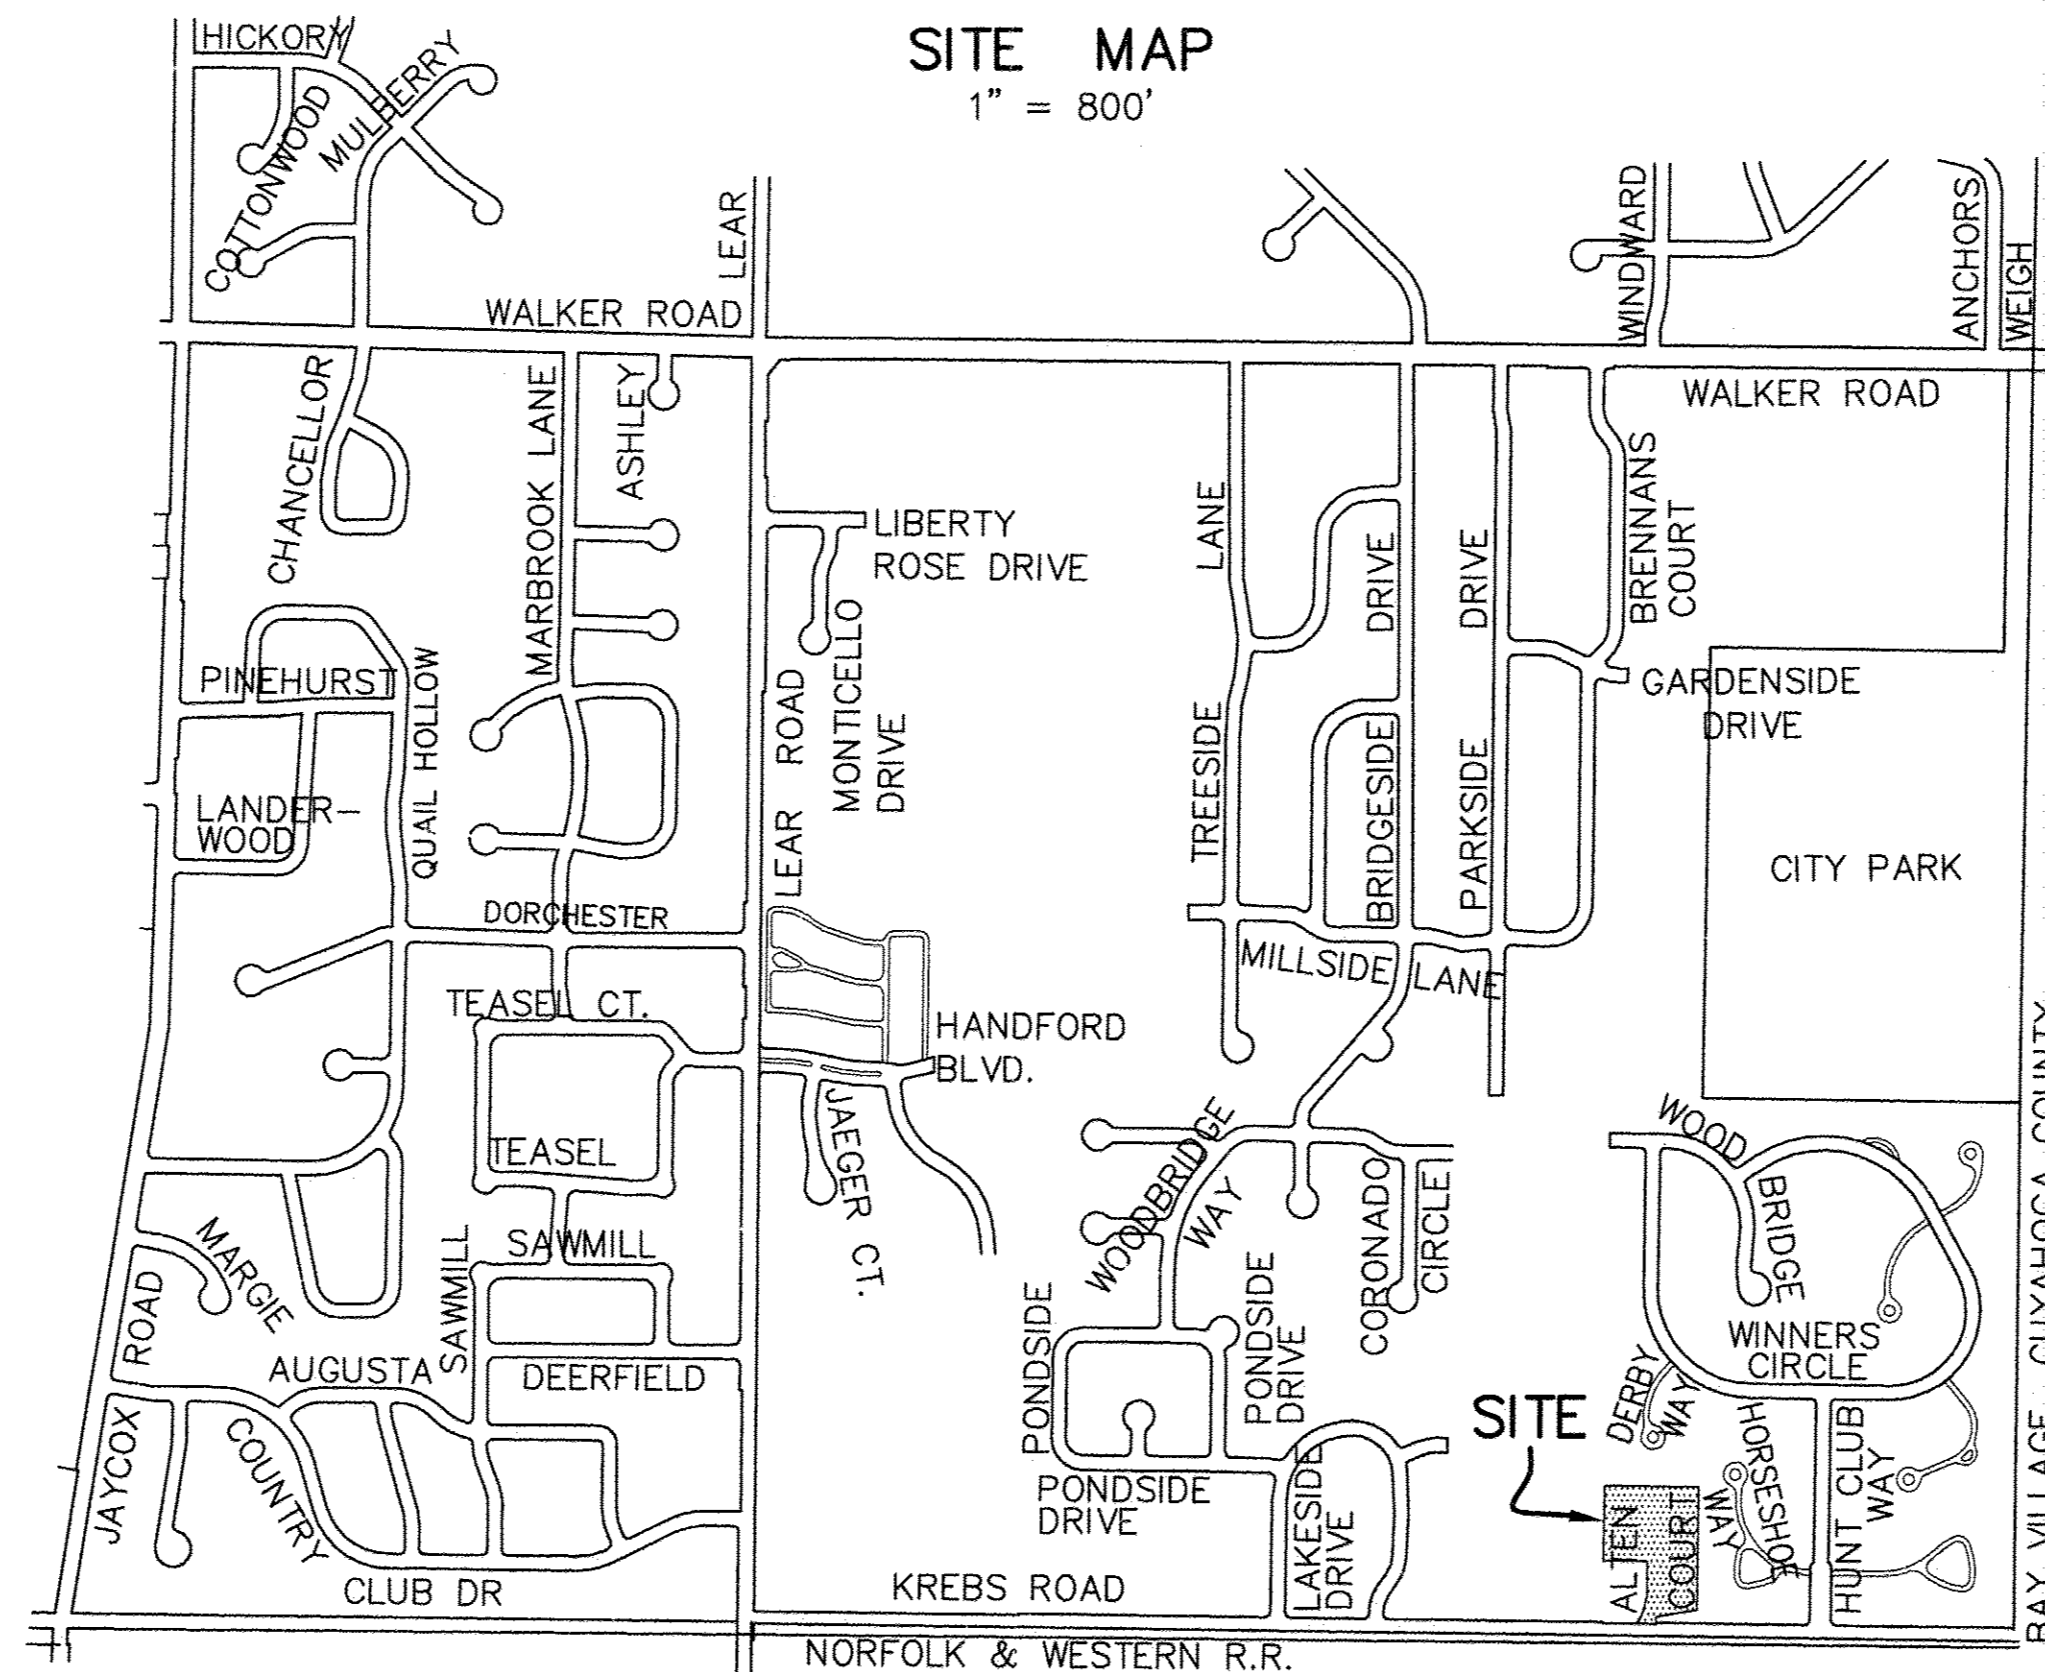 SITE MAP
1" = 800'
HICKORY
MULBERRY
COTTONWOOD
LEAR
WINDWARD
ANCHORS
WEIGH
WALKER ROAD
WALKER ROAD
CHANCELLOR
MARBROOK LANE
ASHLEY
LIBERTY
ROSE DRIVE
MONTICELLO
DRIVE
LEAR ROAD
TREESIDE LANE
BRIDGESIDE DRIVE
PARKSIDE DRIVE
BRENNANS
COURT
GARDENSIDE
DRIVE
PINEHURST
QUAIL HOLLOW
LANDER-
WOOD
CITY PARK
DORCHESTER
MILLSIDE LANE
TEASEL CT.
HANDFORD
BLVD.
JAEGER CT.
TEASEL
WOODBRIDGE
WAY
WOOD
BRIDGE
CORONADO
CIRCLE
MARGIE
SAWMILL
SAWMILL
PONDSIDE
PONDSIDE
DRIVE
WINNERS
CIRCLE
DERBY
WAY
AUGUSTA
DEERFIELD
SITE
HORSESHOE
WAY
HUNT CLUB
WAY
JAYCOX ROAD
COUNTRY
CLUB DR
PONDSIDE
DRIVE
LAKESIDE
DRIVE
ALTEN
COURT
KREBS ROAD
NORFOLK & WESTERN R.R.
BAY VILLAGE, CUYAHOGA COUNTY